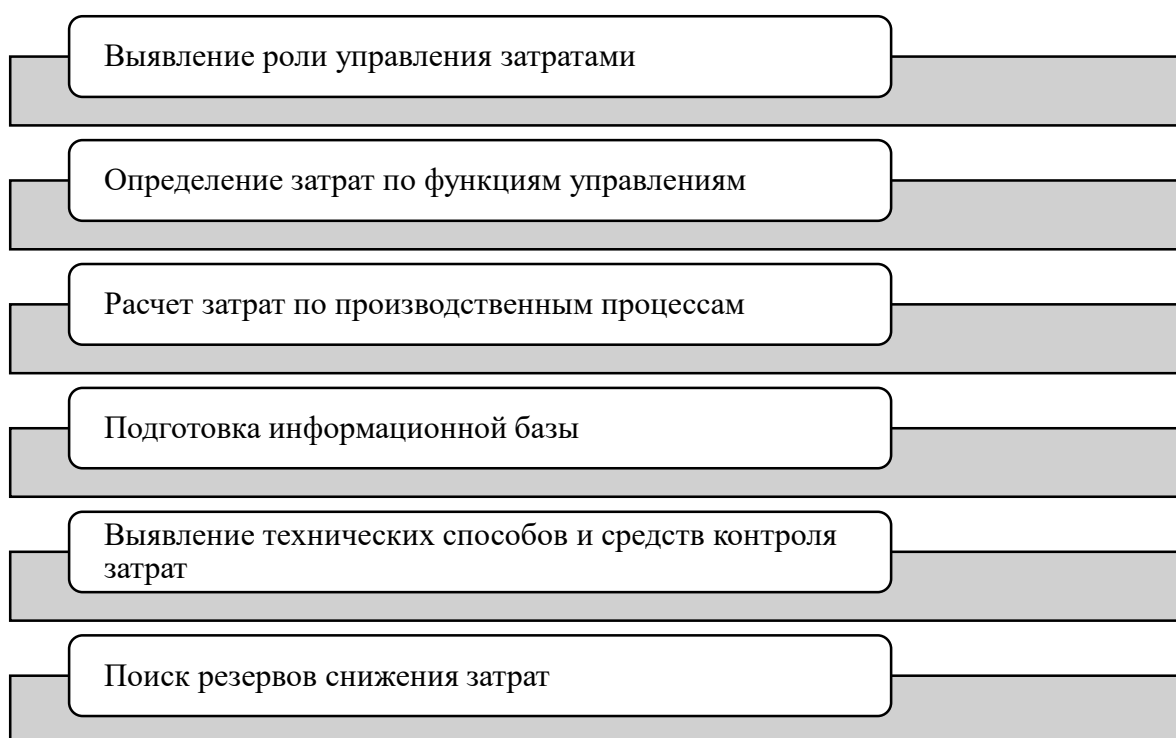 Выявление роли управления затратами
Определение затрат по функциям управлениям
Расчет затрат по производственным процессам
Подготовка информационной базы
Выявление технических способов и средств контроля
затрат
Поиск резервов снижения затрат